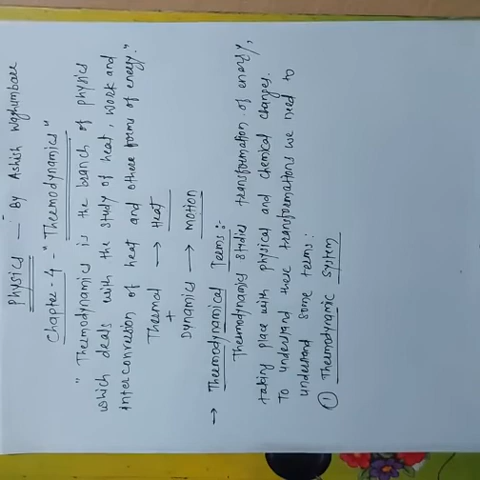 Physics - By Ashish Waghumbare
Chapter-4-"Thermodynamics"
"Thermodynamics is the branch of physics
which deals with the study of heat, work and
interconversion of heat and other forms of energy."
Thermal → Heat
+
Dynamics → motion
→ Thermodynamical Terms:-
Thermodynamics studies transformation of energy,
taking place with physical and chemical changes.
To understand these transformations we need to
understand some terms:
① Thermodynamic System